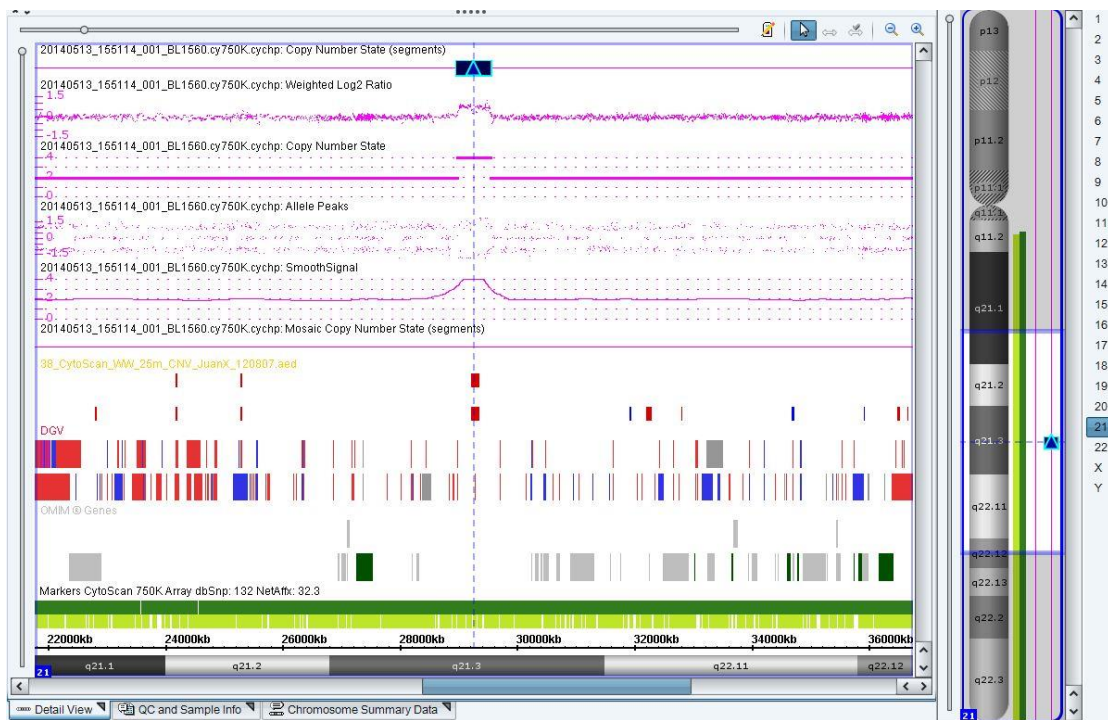 20140513_155114_001_BL1560.cy750K.cychp: Copy Number State (segments)
20140513_155114_001_BL1560.cy750K.cychp: Weighted Log2 Ratio
1.5
0
-1.5
20140513_155114_001_BL1560.cy750K.cychp: Copy Number State
4
2
0
20140513_155114_001_BL1560.cy750K.cychp: Allele Peaks
1.5
0
-1.5
20140513_155114_001_BL1560.cy750K.cychp: SmoothSignal
4
2
0
20140513_155114_001_BL1560.cy750K.cychp: Mosaic Copy Number State (segments)
38_CytoScan_WW_25m_CNV_JuanX_120807.aed
DGV
OMIM ® Genes
Markers CytoScan 750K Array dbSnp: 132 NetAffx: 32.3
22000kb 24000kb 26000kb 28000kb 30000kb 32000kb 34000kb 36000kb
21 q21.1 q21.2 q21.3 q22.11 q22.12
Detail View QC and Sample Info Chromosome Summary Data
p13
p12
p11.2
p11.1
q11.1
q11.2
q21.1
q21.2
q21.3
q22.11
q22.12
q22.13
q22.2
q22.3
21
1
2
3
4
5
6
7
8
9
10
11
12
13
14
15
16
17
18
19
20
21
22
X
Y